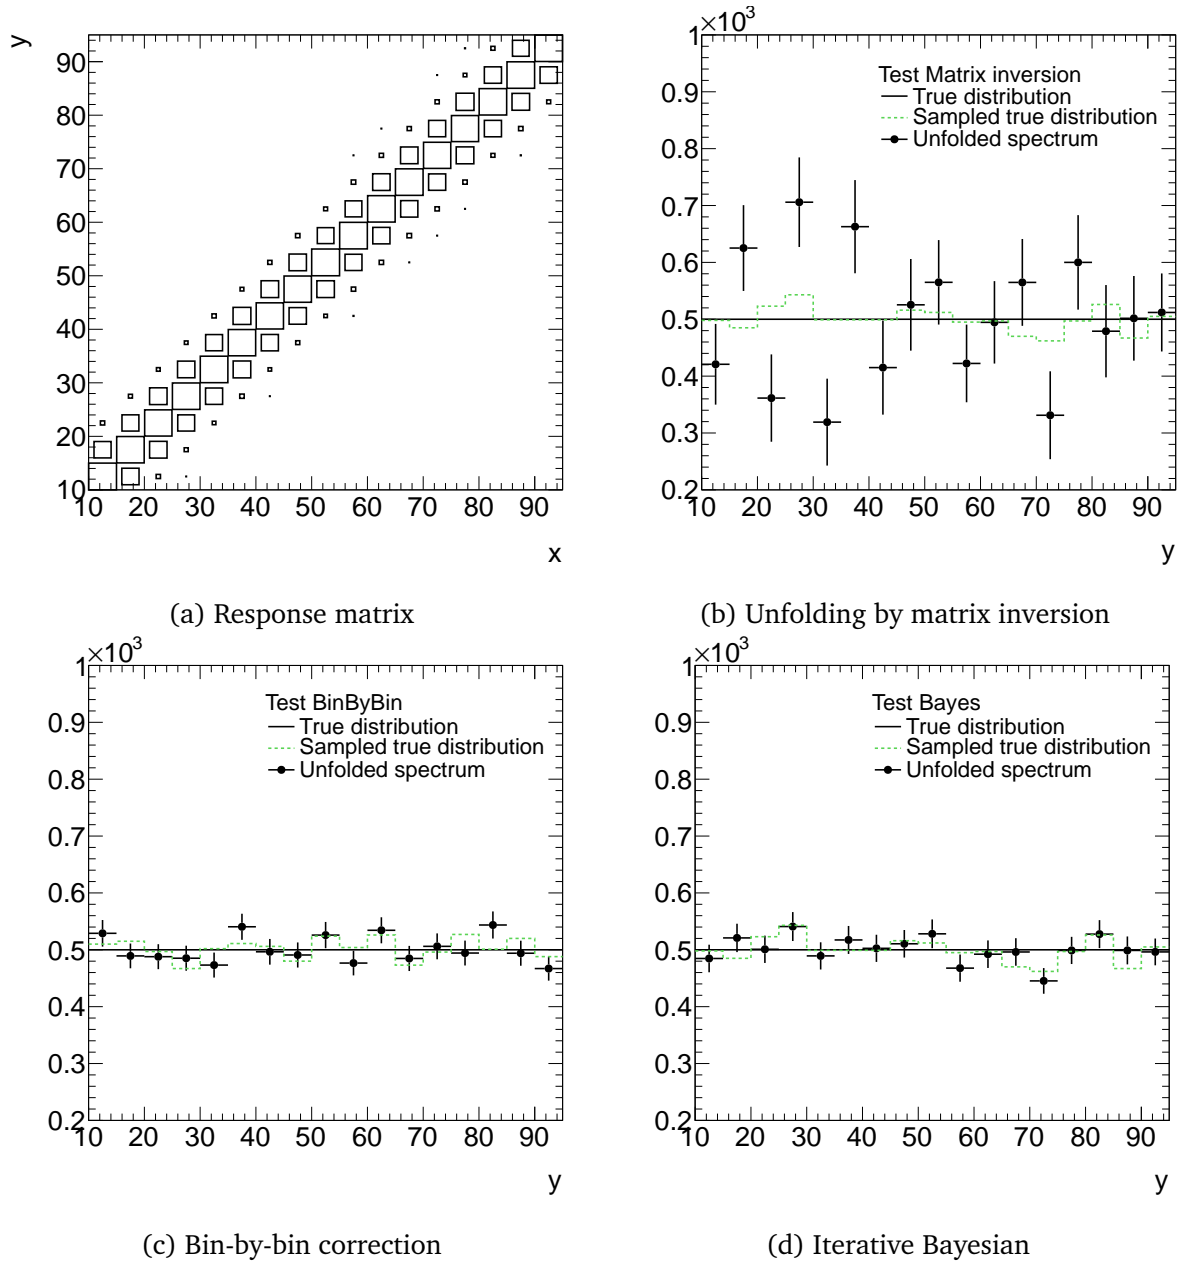 y
90
80
70
60
50
40
30
20
10
10 20 30 40 50 60 70 80 90
x
(a) Response matrix
1×10³
Test Matrix inversion
True distribution
Sampled true distribution
Unfolded spectrum
0.9
0.8
0.7
0.6
0.5
0.4
0.3
0.2
10 20 30 40 50 60 70 80 90
y
(b) Unfolding by matrix inversion
1×10³
Test BinByBin
True distribution
Sampled true distribution
Unfolded spectrum
0.9
0.8
0.7
0.6
0.5
0.4
0.3
0.2
10 20 30 40 50 60 70 80 90
y
(c) Bin-by-bin correction
1×10³
Test Bayes
True distribution
Sampled true distribution
Unfolded spectrum
0.9
0.8
0.7
0.6
0.5
0.4
0.3
0.2
10 20 30 40 50 60 70 80 90
y
(d) Iterative Bayesian